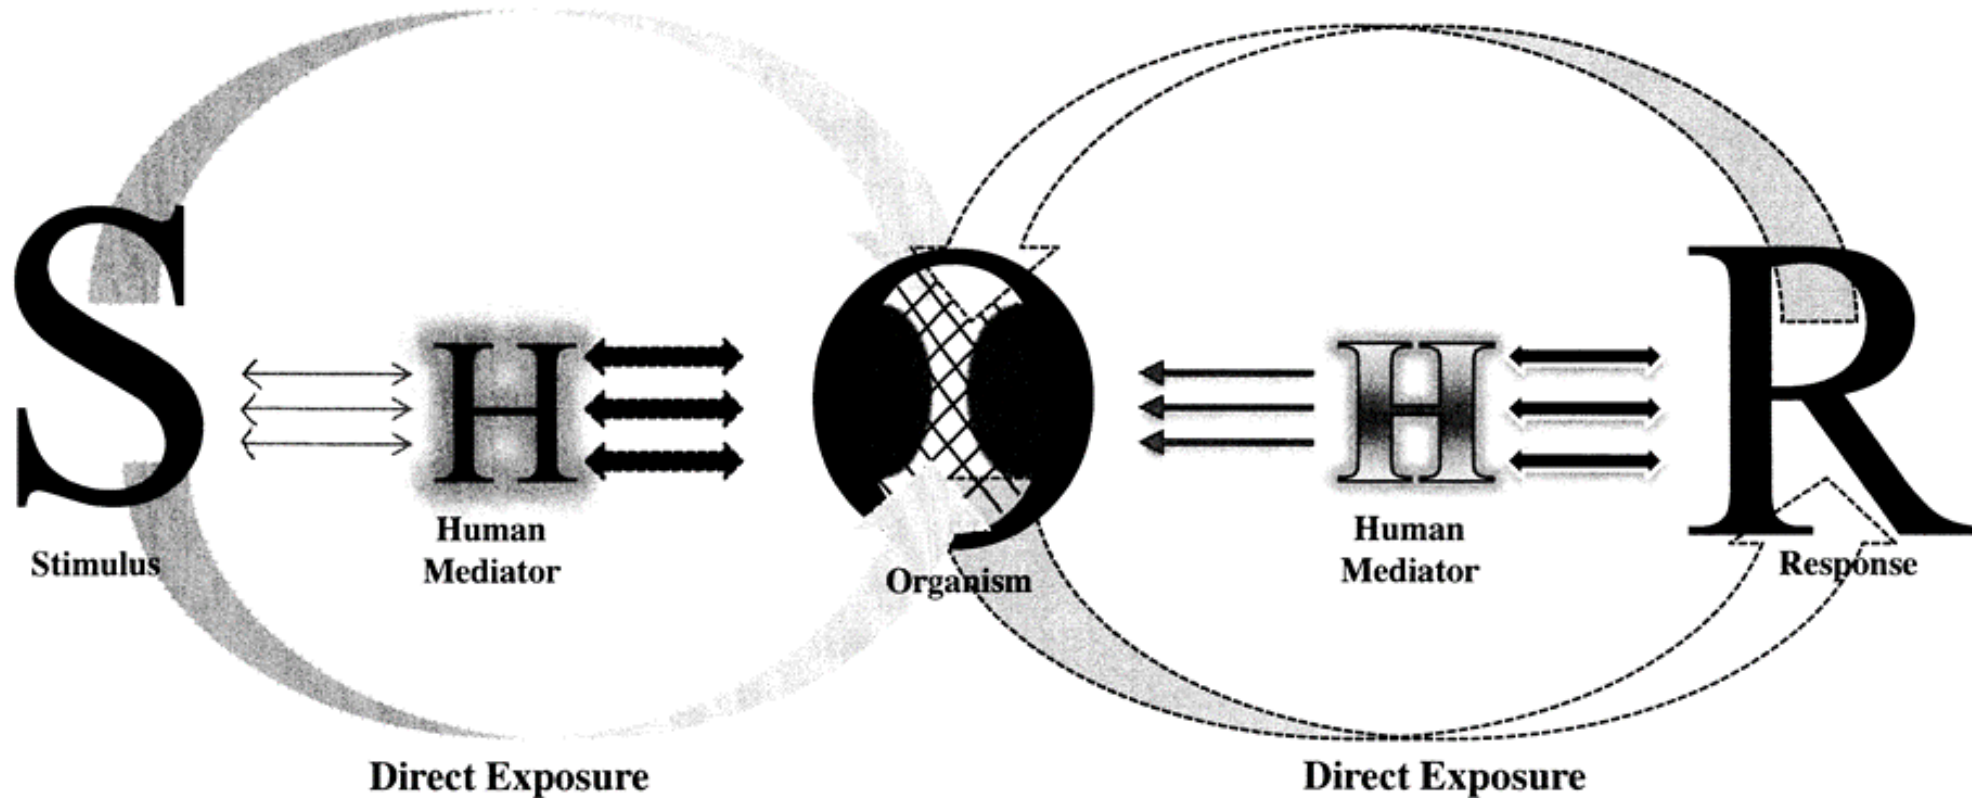 S
H
O
H
R
Stimulus
Human
Mediator
Organism
Human
Mediator
Response
Direct Exposure
Direct Exposure